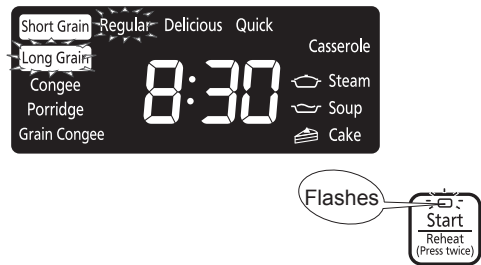 Short Grain Regular Delicious Quick
Long Grain
Casserole
Congee
Steam
Porridge
Soup
Grain Congee
Cake
8:30
Flashes
Start
Reheat
(Press twice)